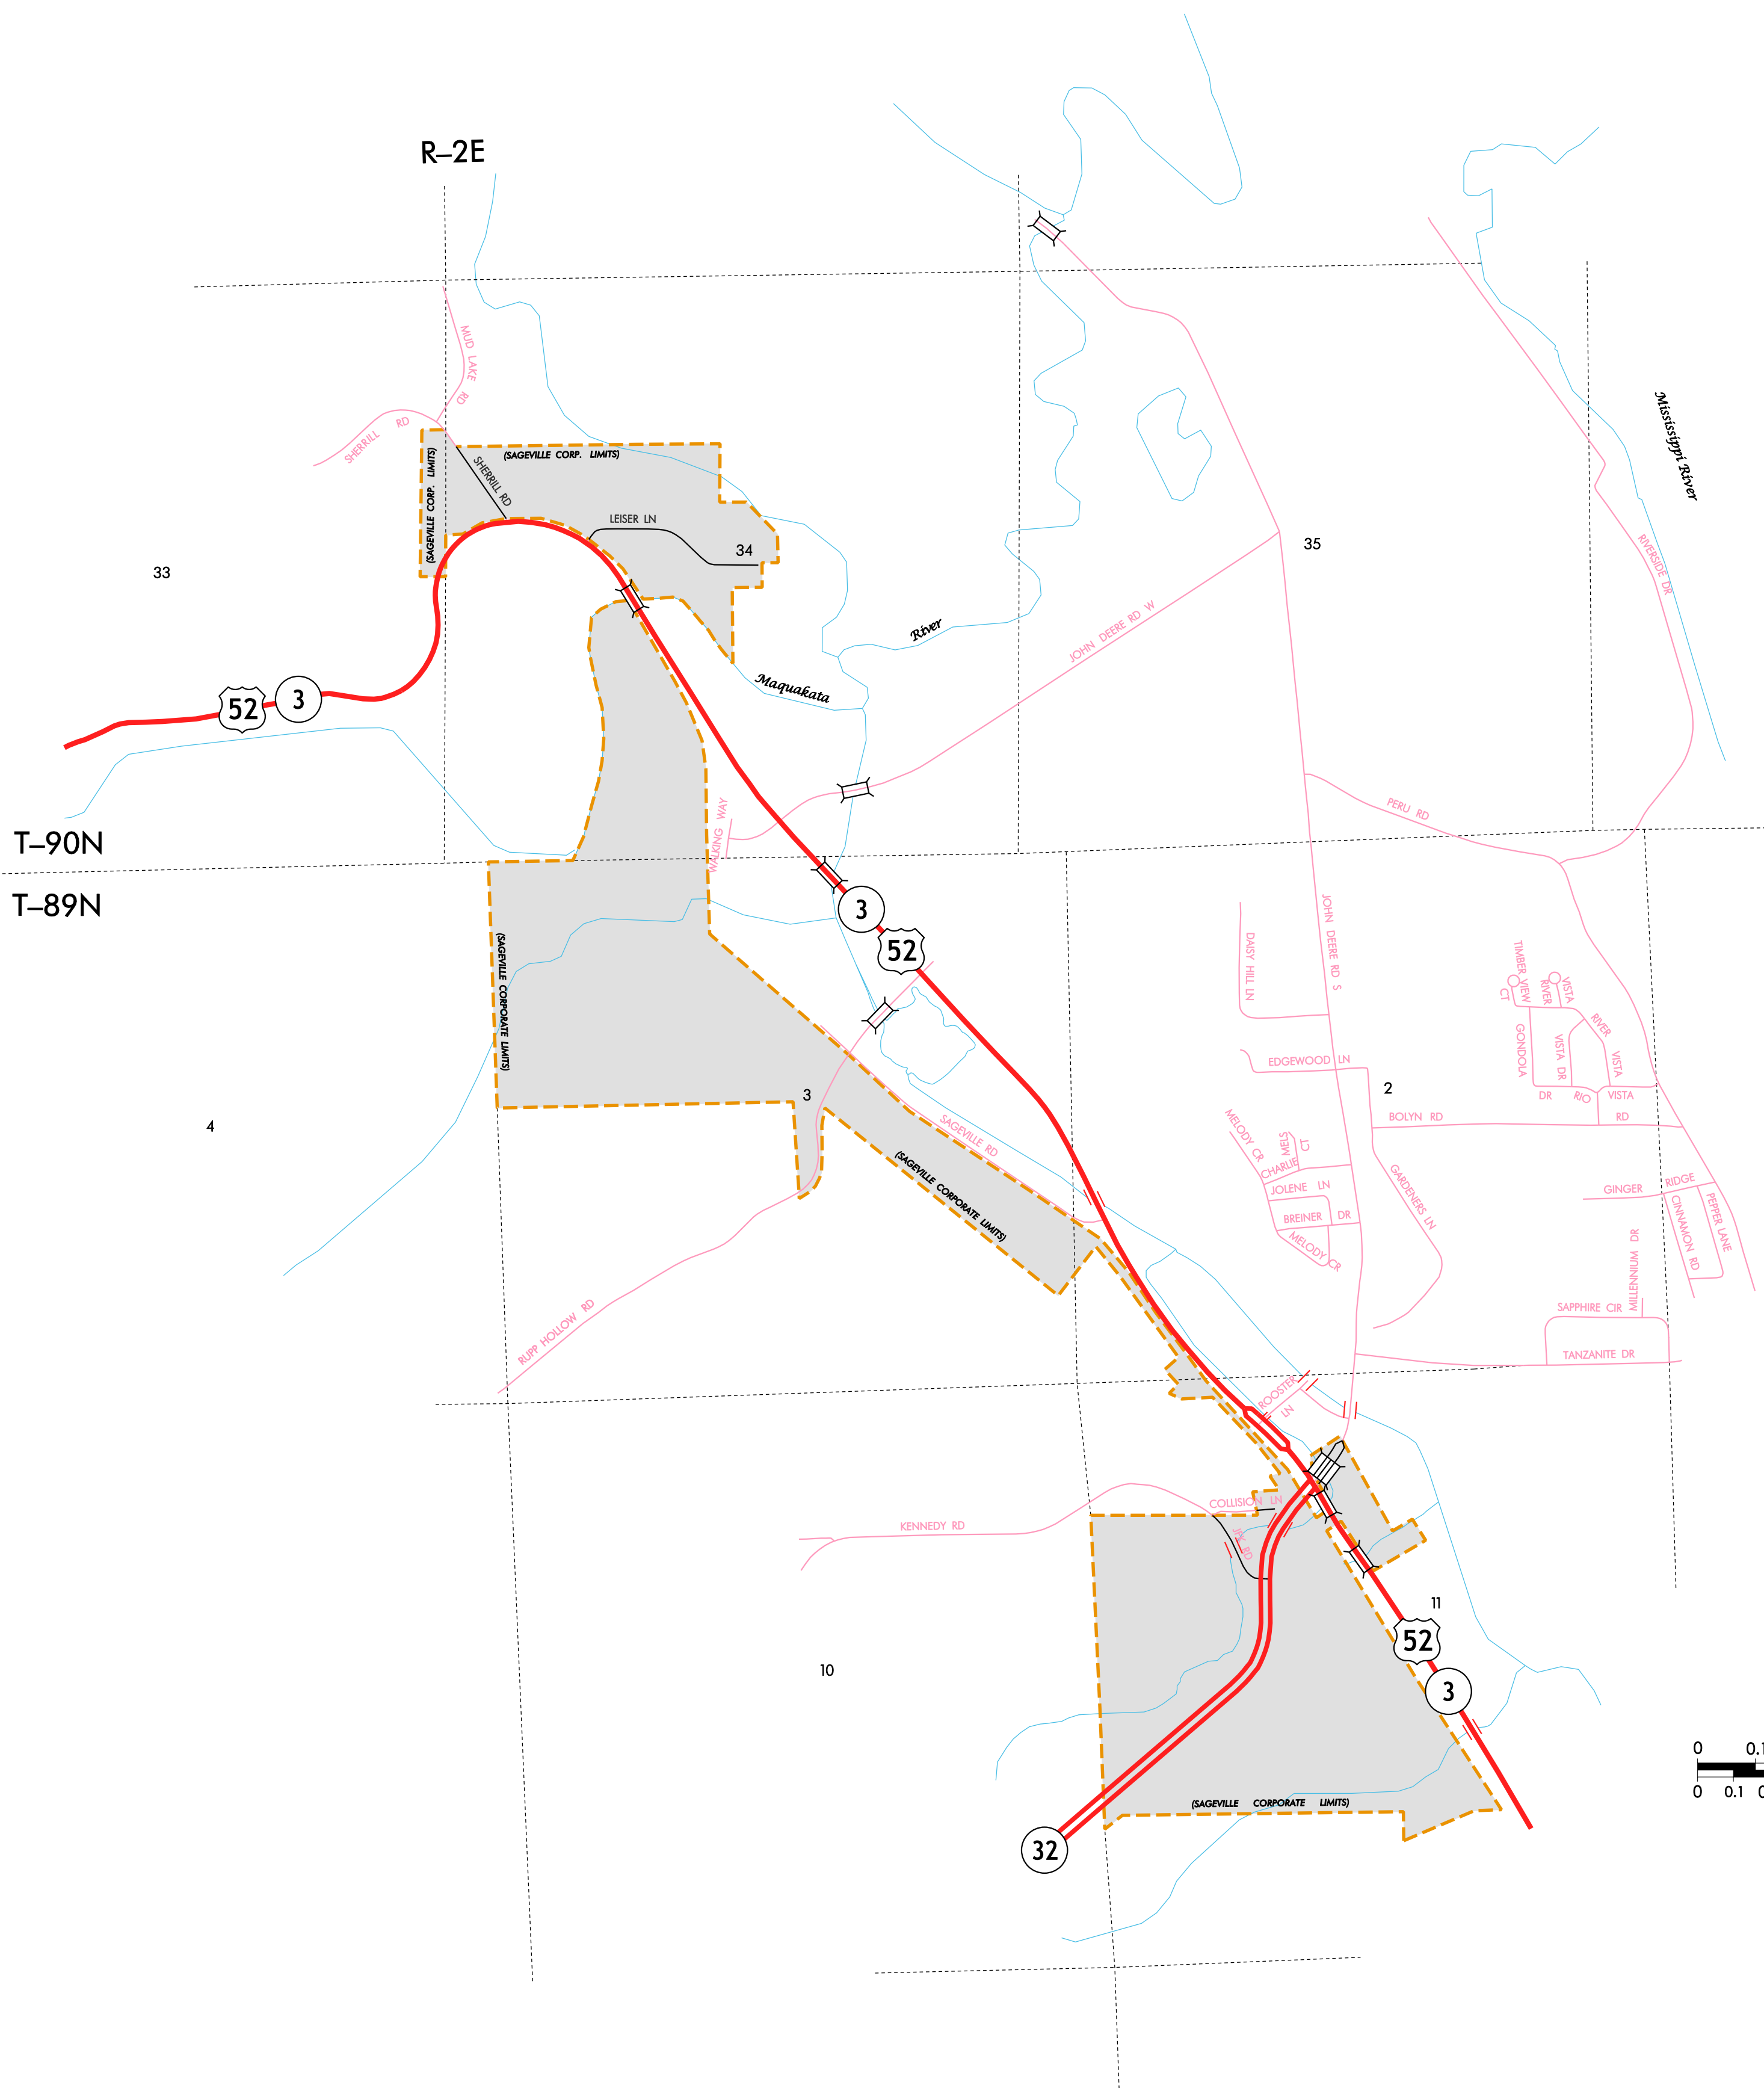 R–2E
MUD LAKE RD
SHERRILL RD
(SAGEVILLE CORP. LIMITS)
(SAGEVILLE CORP. LIMITS)
SHERRILL RD
LEISER LN
34
33
35
Mississippi River
RIVERSIDE DR
River
JOHN DEERE RD W
Maquakata
52
3
WALKING WAY
PERU RD
T–90N
T–89N
3
52
(SAGEVILLE CORPORATE LIMITS)
JOHN DEERE RD S
DAISY HILL LN
TIMBER VIEW CT
RIVER VISTA
RIVER VISTA
GONDOLA DR
VISTA DR
RIO VISTA
EDGEWOOD LN
2
3
4
BOLYN RD
RD
MELODY CR
MELS CT
CHARLIE
JOLENE LN
BREINER DR
MELODY CR
GARDENERS LN
SAGEVILLE RD
(SAGEVILLE CORPORATE LIMITS)
GINGER RIDGE
CINNAMON RD
PEPPER LANE
MILLENNIUM DR
SAPPHIRE CIR
TANZANITE DR
RUPP HOLLOW RD
ROOSTER LN
COLLISION LN
KENNEDY RD
JFK RD
11
52
3
10
(SAGEVILLE CORPORATE LIMITS)
32
0
0
0.1